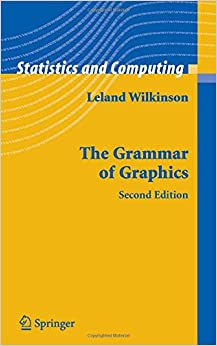 Statistics and Computing
Leland Wilkinson
The Grammar
of Graphics
Second Edition
Springer